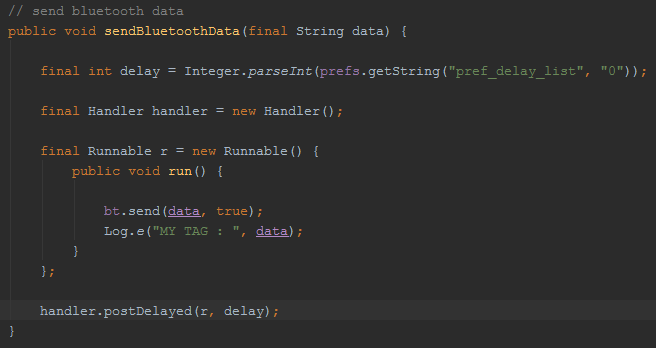 // send bluetooth data
public void sendBluetoothData(final String data) {
final int delay = Integer.parseInt(prefs.getString("pref_delay_list", "0"));
final Handler handler = new Handler();
final Runnable r = new Runnable() {
public void run() {
bt.send(data, true);
Log.e("MY TAG : ", data);
}
};
handler.postDelayed(r, delay);
}